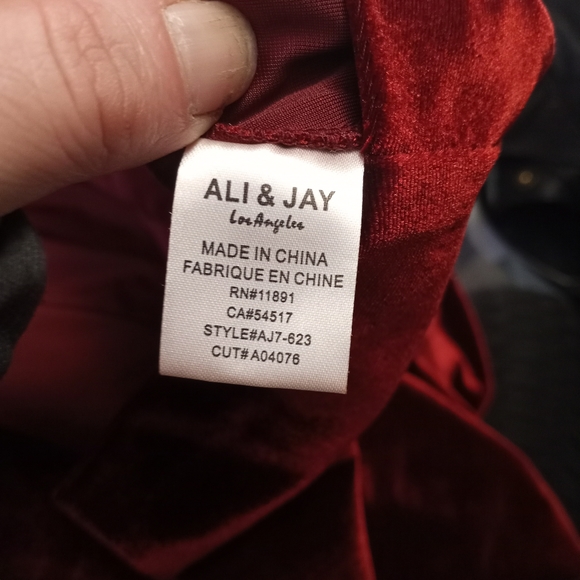 ALI & JAY
Los Angeles
MADE IN CHINA
FABRIQUE EN CHINE
RN#11891
CA#54517
STYLE#AJ7-623
CUT#A04076